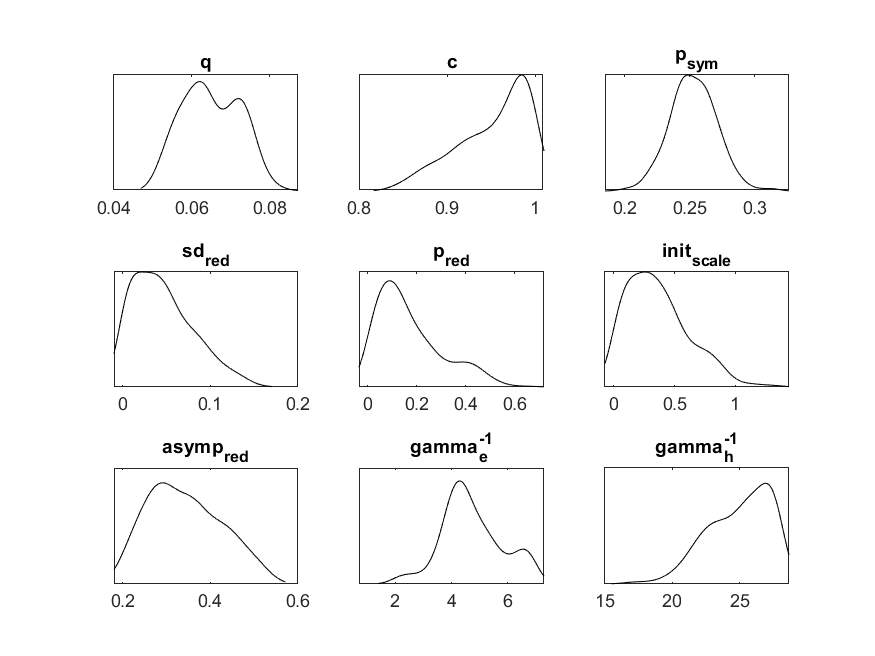 q c p_sym
0.04 0.06 0.08 0.8 0.9 1 0.2 0.25 0.3
sd_red p_red init_scale
0 0.1 0.2 0 0.2 0.4 0.6 0 0.5 1
asymp_red gamma_e^-1 gamma_h^-1
0.2 0.4 0.6 2 4 6 15 20 25